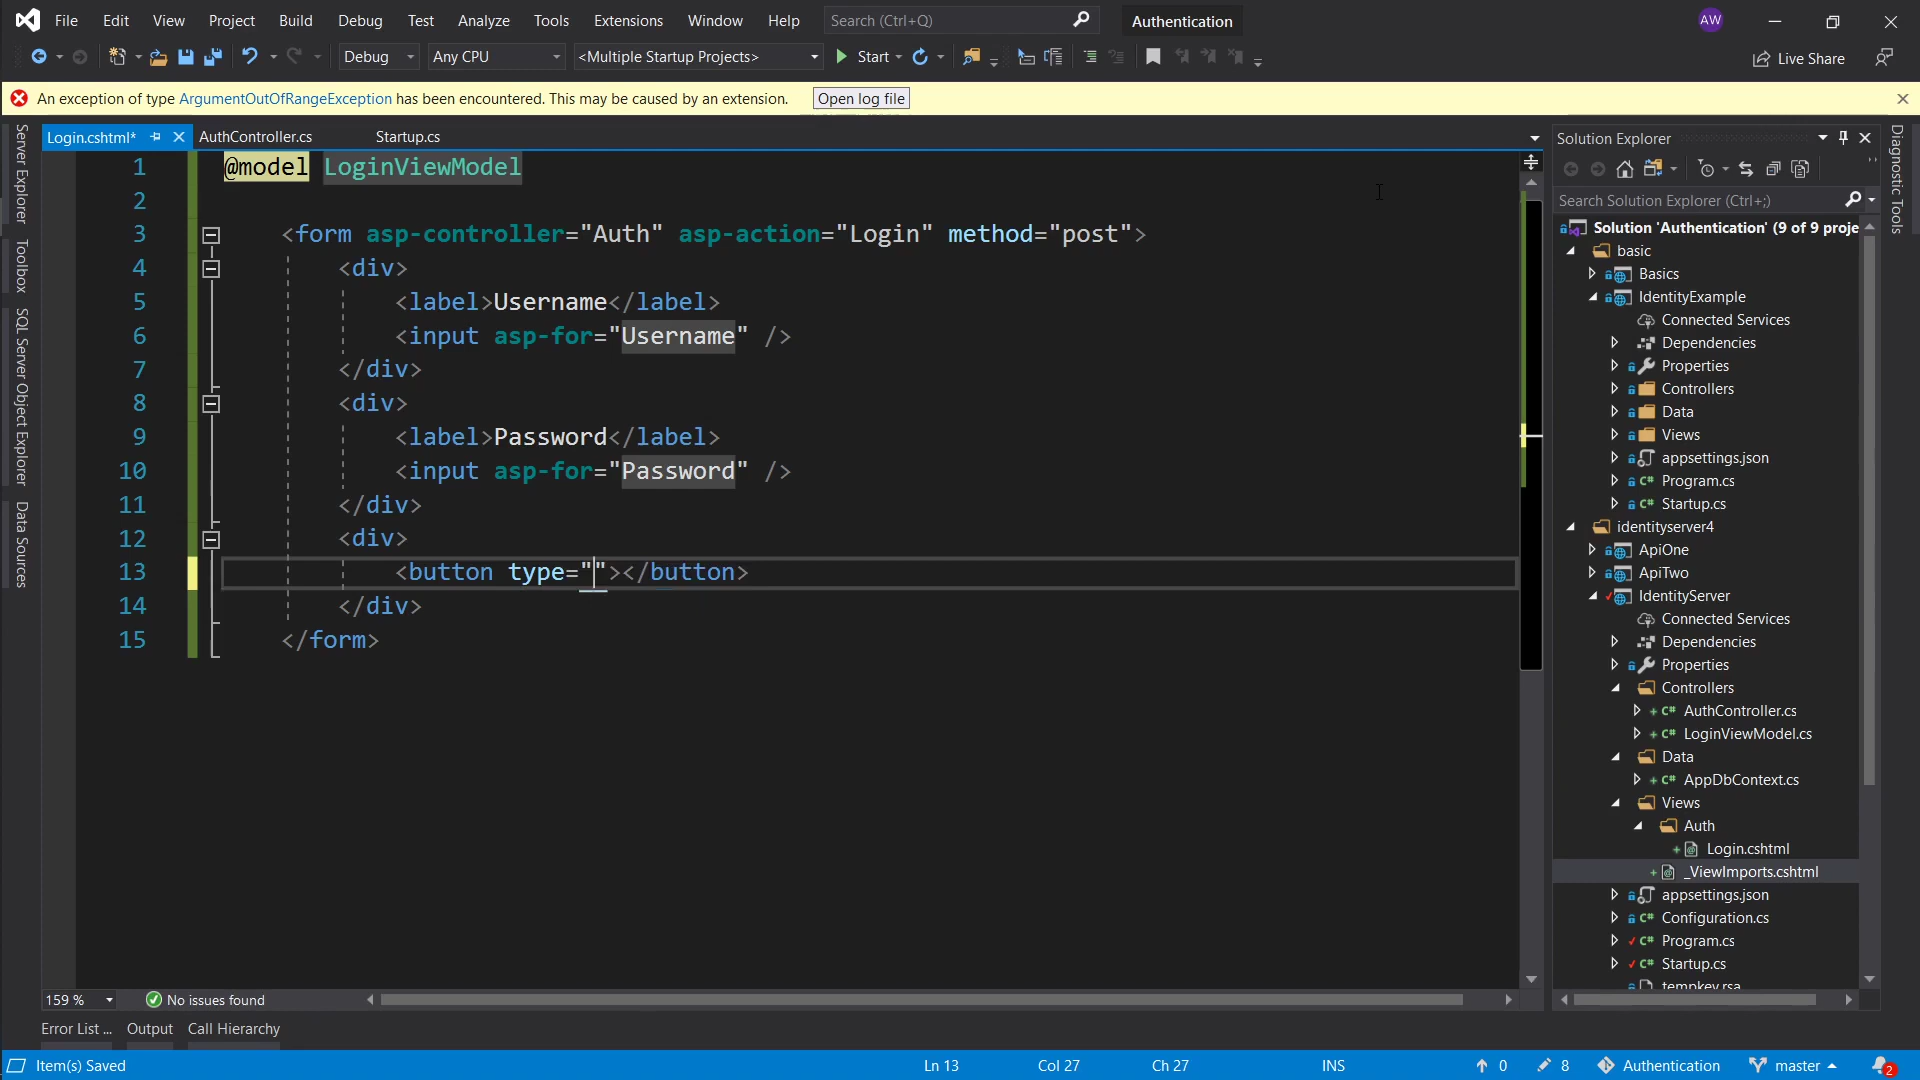 File Edit View Project Build Debug Test Analyze Tools Extensions Window Help Search (Ctrl+Q) Authentication AW
Debug Any CPU <Multiple Startup Projects> Start Live Share
An exception of type ArgumentOutOfRangeException has been encountered. This may be caused by an extension. Open log file
Server Explorer
Toolbox
SQL Server Object Explorer
Data Sources
Login.cshtml* AuthController.cs Startup.cs
1 @model LoginViewModel
2
3 <form asp-controller="Auth" asp-action="Login" method="post">
4 <div>
5 <label>Username</label>
6 <input asp-for="Username" />
7 </div>
8 <div>
9 <label>Password</label>
10 <input asp-for="Password" />
11 </div>
12 <div>
13 <button type=""></button>
14 </div>
15 </form>
159 % No issues found
Error List ... Output Call Hierarchy
Solution Explorer
Search Solution Explorer (Ctrl+;)
Solution 'Authentication' (9 of 9 proje
basic
Basics
IdentityExample
Connected Services
Dependencies
Properties
Controllers
Data
Views
appsettings.json
Program.cs
Startup.cs
identityserver4
ApiOne
ApiTwo
IdentityServer
Connected Services
Dependencies
Properties
Controllers
AuthController.cs
LoginViewModel.cs
Data
AppDbContext.cs
Views
Auth
Login.cshtml
_ViewImports.cshtml
appsettings.json
Configuration.cs
Program.cs
Startup.cs
tempkey.rsa
Diagnostic Tools
Item(s) Saved Ln 13 Col 27 Ch 27 INS 0 8 Authentication master 2